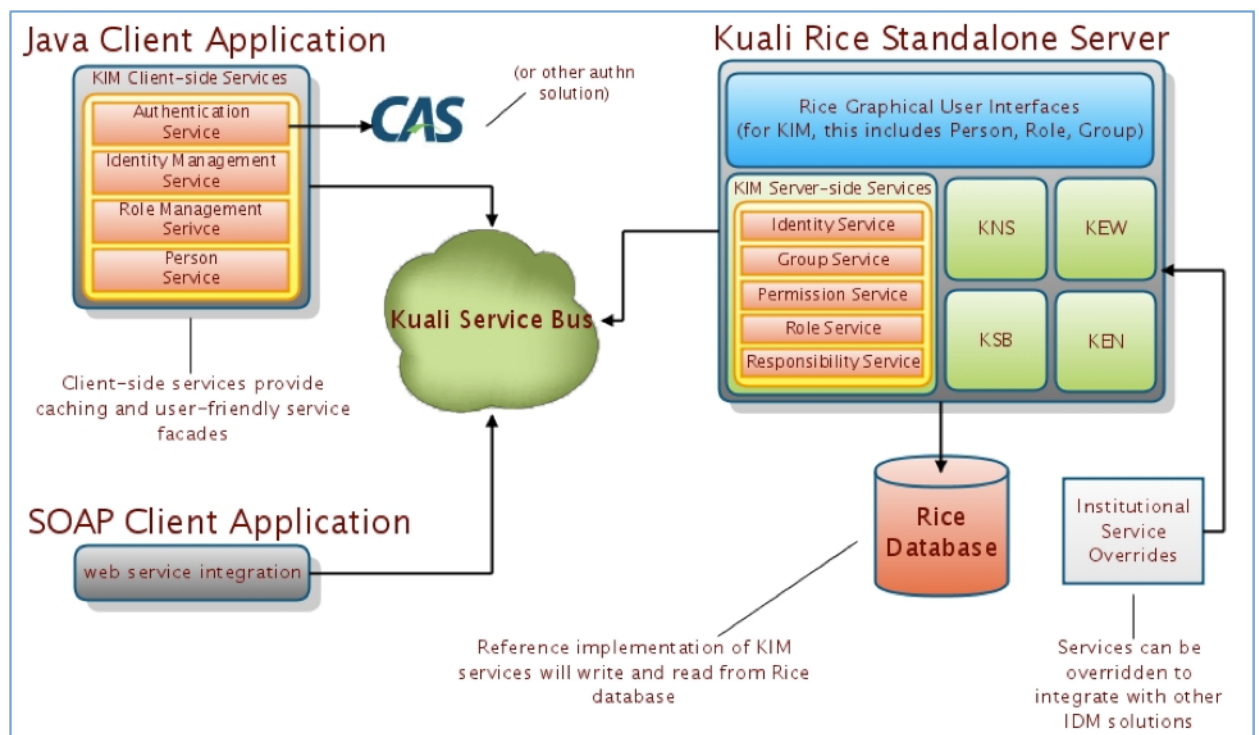 Java Client Application
KIM Client-side Services
Authentication
Service
Identity Management
Service
Role Management
Serivce
Person
Service
CAS
(or other authn
solution)
Client-side services provide
caching and user-friendly service
facades
SOAP Client Application
web service integration
Kuali Service Bus
Kuali Rice Standalone Server
Rice Graphical User Interfaces
(for KIM, this includes Person, Role, Group)
KIM Server-side Services
Identity Service
Group Service
Permission Service
Role Service
Responsibility Service
KNS
KEW
KSB
KEN
Rice
Database
Institutional
Service
Overrides
Reference implementation of KIM
services will write and read from Rice
database
Services can be
overridden to
integrate with other
IDM solutions